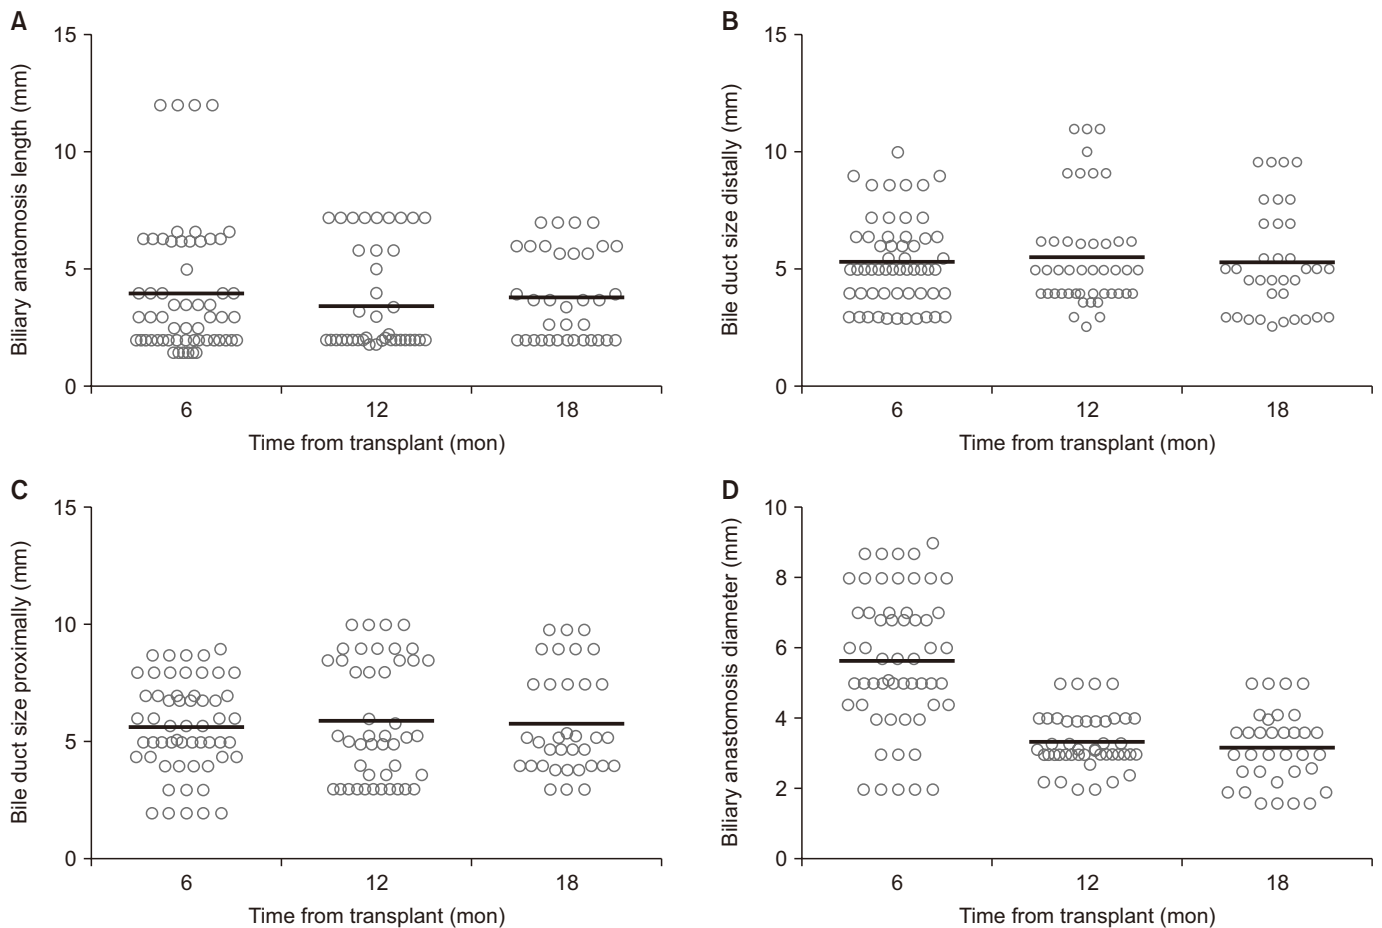 A
Biliary anatomosis length (mm)
15
10
5
0
6
12
18
Time from transplant (mon)
B
Bile duct size distally (mm)
15
10
5
0
6
12
18
Time from transplant (mon)
C
Bile duct size proximally (mm)
15
10
5
0
6
12
18
Time from transplant (mon)
D
Biliary anastomosis diameter (mm)
10
8
6
4
2
0
6
12
18
Time from transplant (mon)